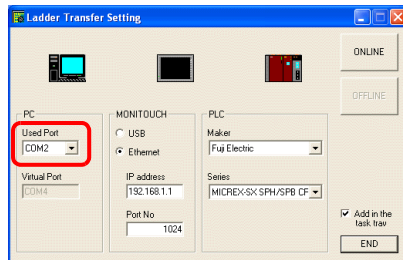 Ladder Transfer Setting
ONLINE
OFFLINE
PC
Used Port
COM2
Virtual Port
COM4
MONITOUCH
USB
Ethernet
IP address
192.168.1.1
Port No
1024
PLC
Maker
Fuji Electric
Series
MICREX-SX SPH/SPB CF
Add in the
task tray
END